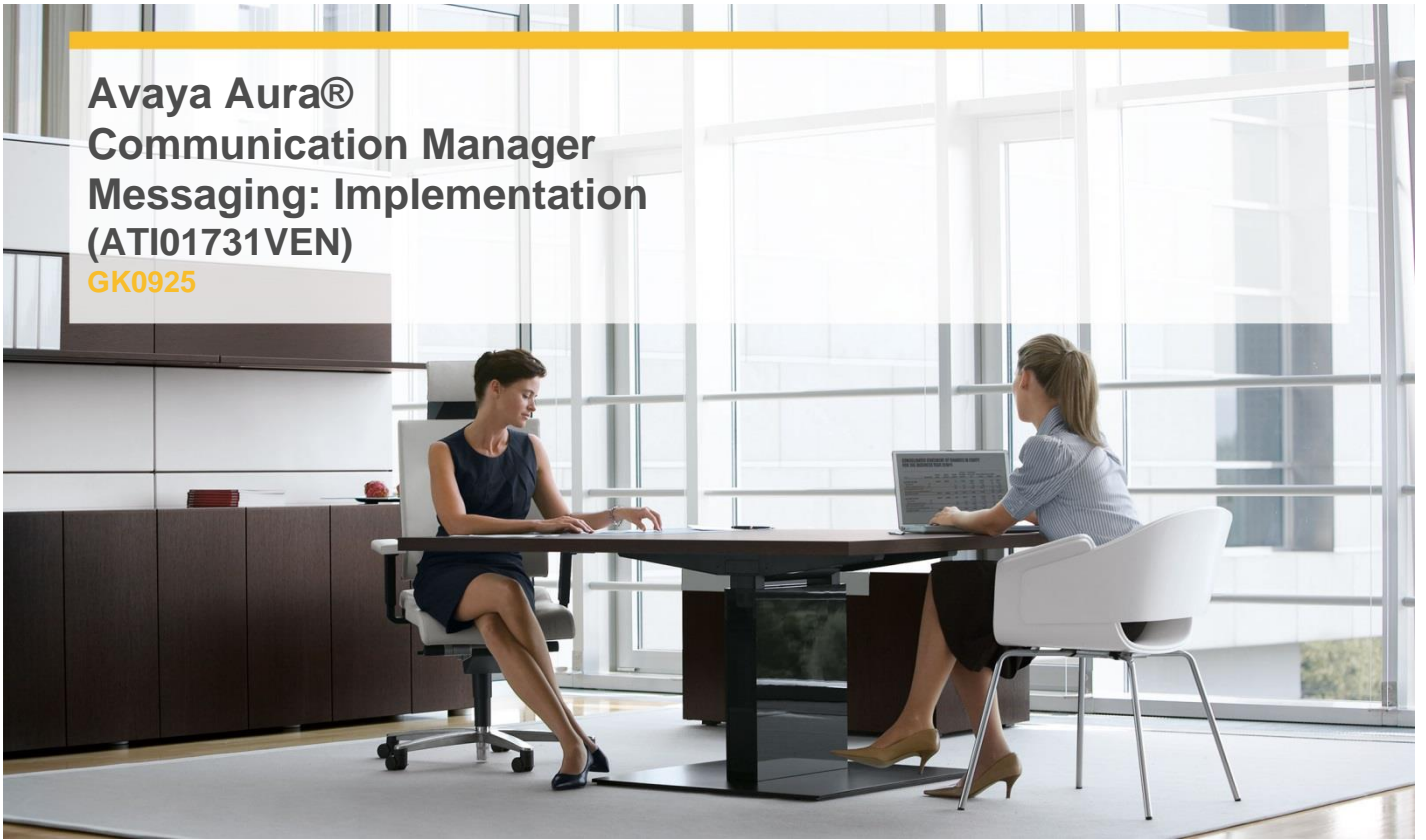 Avaya Aura®
Communication Manager
Messaging: Implementation
(ATI01731VEN)
GK0925